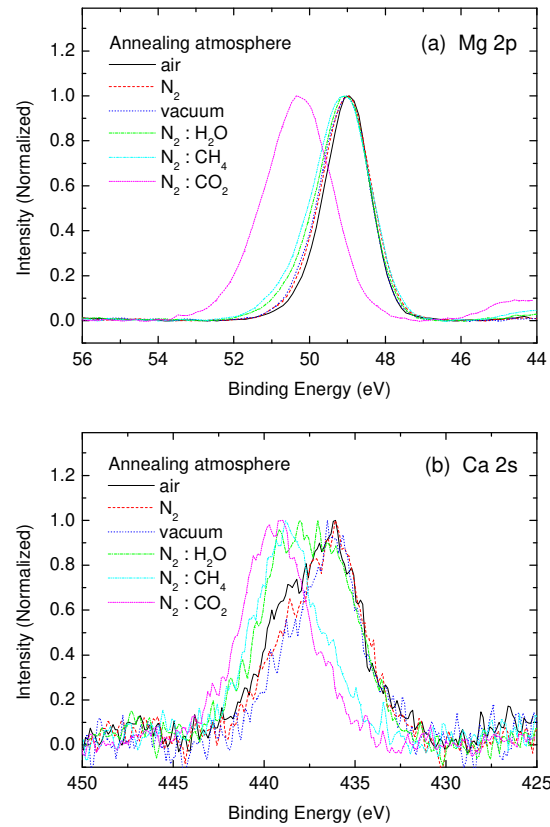 Annealing atmosphere
(a) Mg 2p
air
N₂
vacuum
N₂ : H₂O
N₂ : CH₄
N₂ : CO₂
1.2
1.0
0.8
0.6
0.4
0.2
0.0
Intensity (Normalized)
56 54 52 50 48 46 44
Binding Energy (eV)
Annealing atmosphere
(b) Ca 2s
air
N₂
vacuum
N₂ : H₂O
N₂ : CH₄
N₂ : CO₂
1.2
1.0
0.8
0.6
0.4
0.2
0.0
Intensity (Normalized)
450 445 440 435 430 425
Binding Energy (eV)